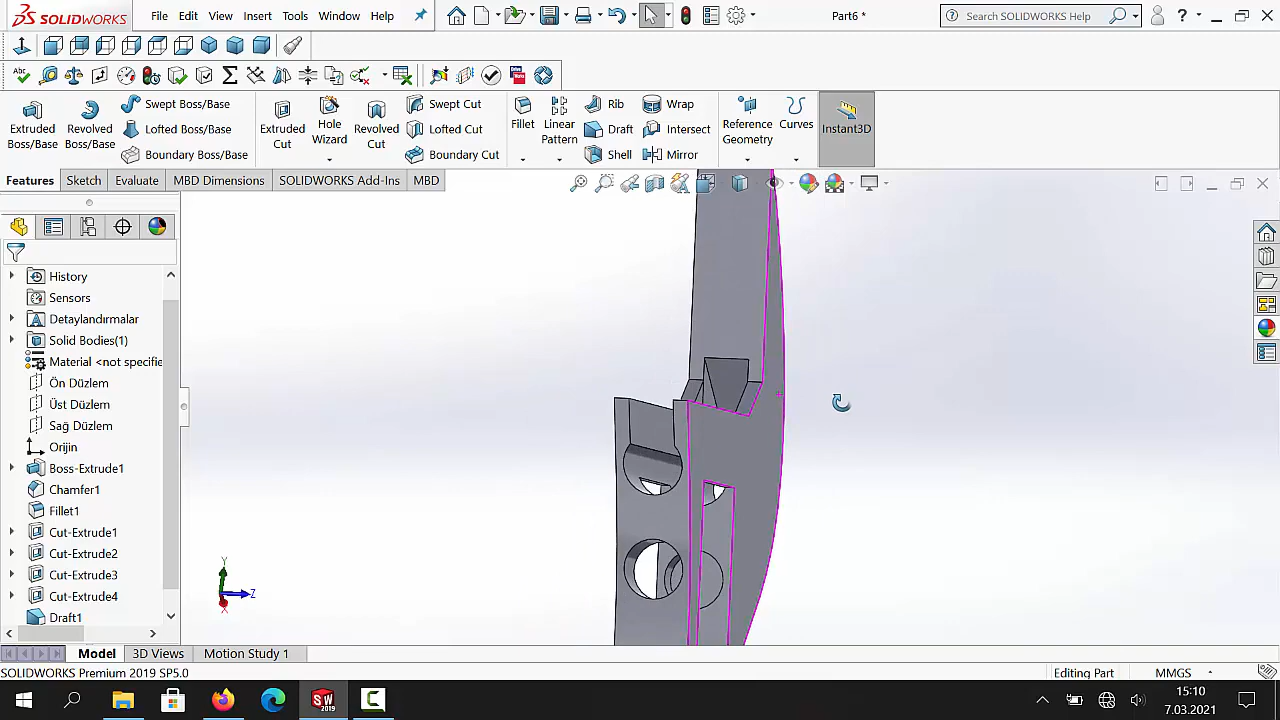 SOLIDWORKS File Edit View Insert Tools Window Help Part6 * Search SOLIDWORKS Help ?
Abc
Extruded Boss/Base
Revolved Boss/Base
Swept Boss/Base
Lofted Boss/Base
Boundary Boss/Base
Extruded Cut
Hole Wizard
Revolved Cut
Swept Cut
Lofted Cut
Boundary Cut
Fillet
Linear Pattern
Rib
Draft
Shell
Wrap
Intersect
Mirror
Reference Geometry
Curves
Instant3D
Features Sketch Evaluate MBD Dimensions SOLIDWORKS Add-Ins MBD
History
Sensors
Detaylandırmalar
Solid Bodies(1)
Material <not specifie
Ön Düzlem
Üst Düzlem
Sağ Düzlem
Orijin
Boss-Extrude1
Chamfer1
Fillet1
Cut-Extrude1
Cut-Extrude2
Cut-Extrude3
Cut-Extrude4
Draft1
Y
Z
X
Model 3D Views Motion Study 1
SOLIDWORKS Premium 2019 SP5.0 Editing Part MMGS
SW 2019
15:10
7.03.2021